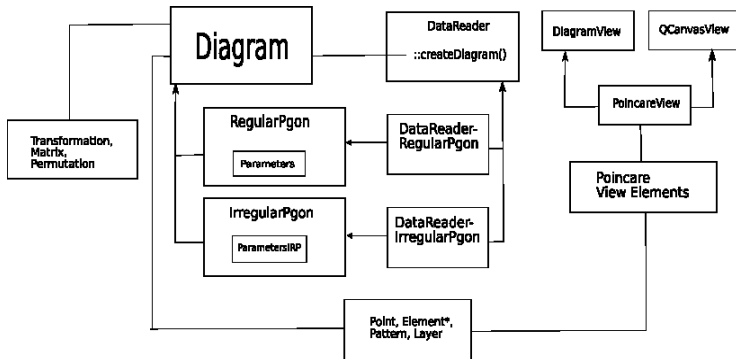 Diagram
DataReader
::createDiagram()
DiagramView
QCanvasView
PoincareView
Transformation,
Matrix,
Permutation
RegularPgon
Parameters
DataReader-
RegularPgon
Poincare
View Elements
IrregularPgon
ParametersIRP
DataReader-
IrregularPgon
Point, Element*,
Pattern, Layer